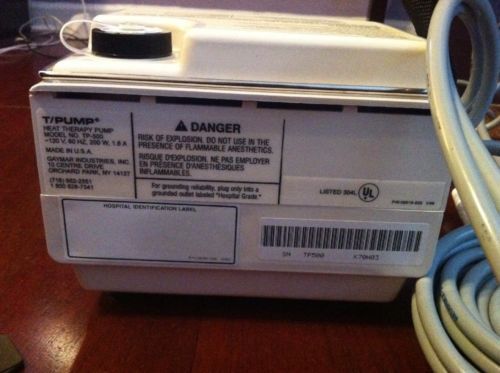 T/PUMP®
HEAT THERAPY PUMP
MODEL NO. TP-500
~120 V, 60 HZ, 200 W, 1.8 A
MADE IN U.S.A.
GAYMAR INDUSTRIES, INC.
10 CENTRE DRIVE
ORCHARD PARK, NY 14127
(716) 662-2551
1 800 828-7341
⚠ DANGER
RISK OF EXPLOSION. DO NOT USE IN THE
PRESENCE OF FLAMMABLE ANESTHETICS.
RISQUE D'EXPLOSION. NE PAS EMPLOYER
EN PRESENCE D'ANESTHÉSIQUES
INFLAMMABLES.
For grounding reliability, plug only into a
grounded outlet labeled "Hospital Grade."
LISTED 304L UL
HOSPITAL IDENTIFICATION LABEL
SN TP500 X70H03